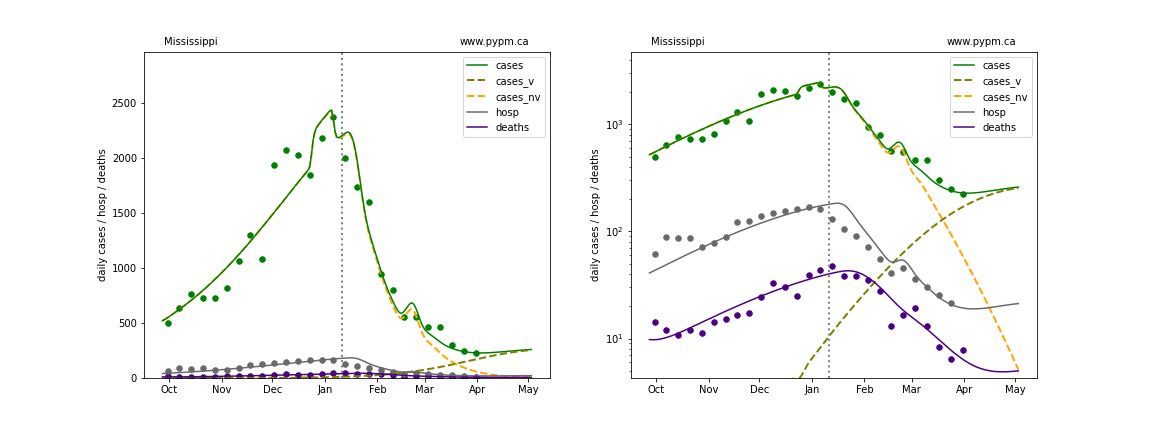 Mississippi
www.pypm.ca
cases
cases_v
cases_nv
hosp
deaths
daily cases / hosp / deaths
2500
2000
1500
1000
500
0
Oct
Nov
Dec
Jan
Feb
Mar
Apr
May
Mississippi
www.pypm.ca
cases
cases_v
cases_nv
hosp
deaths
daily cases / hosp / deaths
10³
10²
10¹
Oct
Nov
Dec
Jan
Feb
Mar
Apr
May